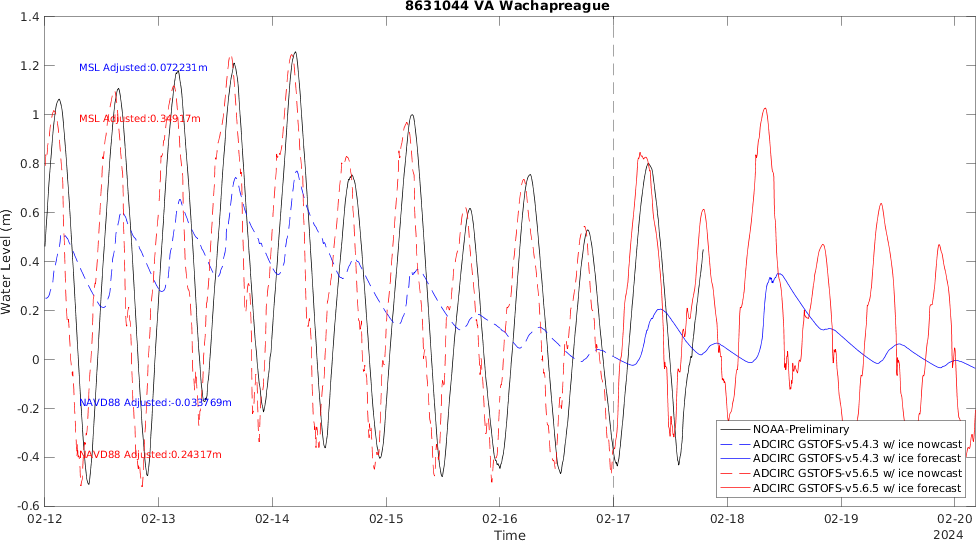 8631044 VA Wachapreague
1.4
1.2
1
0.8
0.6
0.4
0.2
0
-0.2
-0.4
-0.6
Water Level (m)
MSL Adjusted:0.072231m
MSL Adjusted:0.34917m
NAVD88 Adjusted:-0.033769m
NAVD88 Adjusted:0.24317m
NOAA-Preliminary
ADCIRC GSTOFS-v5.4.3 w/ ice nowcast
ADCIRC GSTOFS-v5.4.3 w/ ice forecast
ADCIRC GSTOFS-v5.6.5 w/ ice nowcast
ADCIRC GSTOFS-v5.6.5 w/ ice forecast
02-12 02-13 02-14 02-15 02-16 02-17 02-18 02-19 02-20
Time 2024